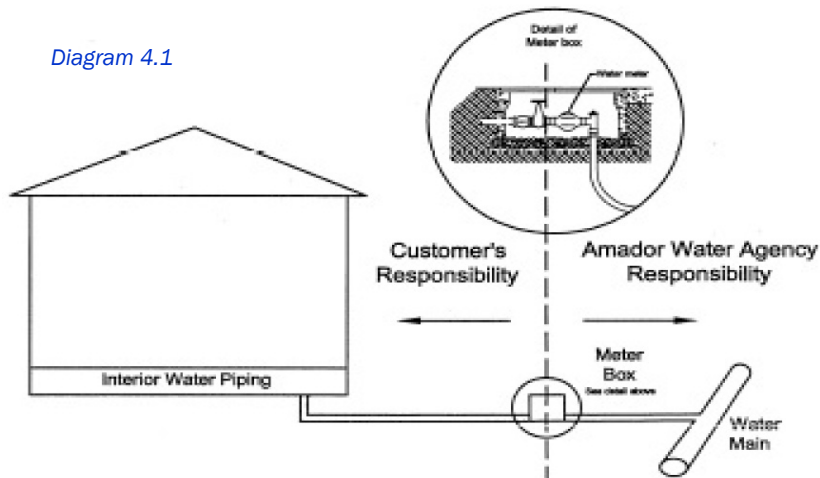 Diagram 4.1
Detail of
Meter box
Water meter
Customer's
Responsibility
Amador Water Agency
Responsibility
Interior Water Piping
Meter
Box
See detail above
Water
Main